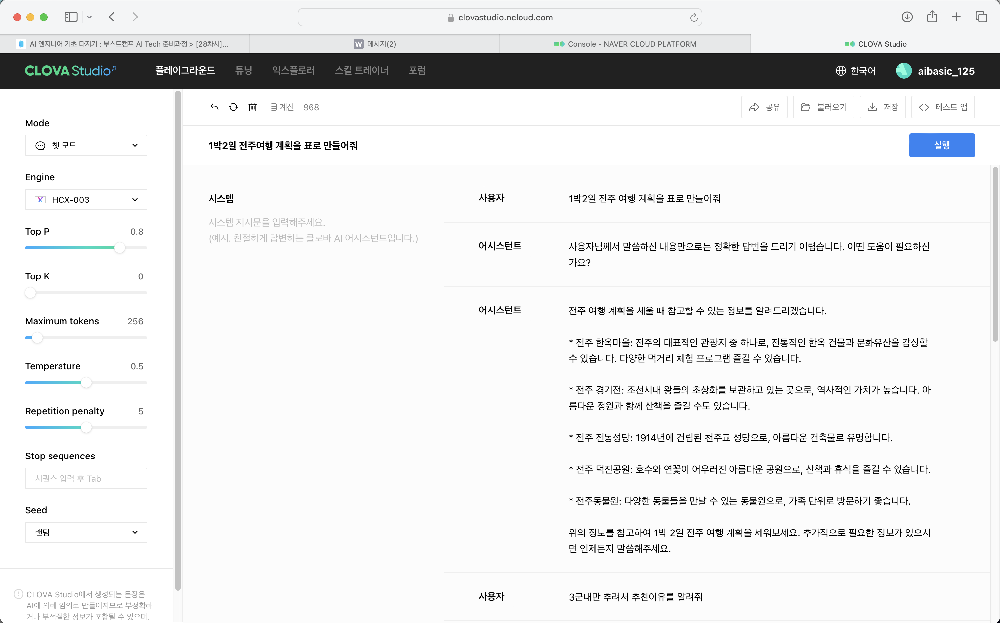 clovastudio.ncloud.com
AI 엔지니어 기초 다지기 : 부스트캠프 AI Tech 준비과정 > [28차시]...
W 메시지(2)
Console - NAVER CLOUD PLATFORM
CLOVA Studio
CLOVA Studio β
플레이그라운드
튜닝
익스플로러
스킬 트레이너
포럼
한국어
aibasic_125
계산 968
공유
불러오기
저장
테스트 앱
1박2일 전주여행 계획을 표로 만들어줘
실행
Mode
챗 모드
Engine
HCX-003
Top P 0.8
Top K 0
Maximum tokens 256
Temperature 0.5
Repetition penalty 5
Stop sequences
시퀀스 입력 후 Tab
Seed
랜덤
CLOVA Studio에서 생성되는 문장은
AI에 의해 임의로 만들어지므로 부정확하
거나 부적절한 정보가 포함될 수 있으며,
시스템
시스템 지시문을 입력해주세요.
(예시. 친절하게 답변하는 클로바 AI 어시스턴트입니다.)
사용자
1박2일 전주 여행 계획을 표로 만들어줘
어시스턴트
사용자님께서 말씀하신 내용만으로는 정확한 답변을 드리기 어렵습니다. 어떤 도움이 필요하신
가요?
어시스턴트
전주 여행 계획을 세울 때 참고할 수 있는 정보를 알려드리겠습니다.
* 전주 한옥마을: 전주의 대표적인 관광지 중 하나로, 전통적인 한옥 건물과 문화유산을 감상할
수 있습니다. 다양한 먹거리 체험 프로그램 즐길 수 있습니다.
* 전주 경기전: 조선시대 왕들의 초상화를 보관하고 있는 곳으로, 역사적인 가치가 높습니다. 아
름다운 정원과 함께 산책을 즐길 수도 있습니다.
* 전주 전동성당: 1914년에 건립된 천주교 성당으로, 아름다운 건축물로 유명합니다.
* 전주 덕진공원: 호수와 연꽃이 어우러진 아름다운 공원으로, 산책과 휴식을 즐길 수 있습니다.
* 전주동물원: 다양한 동물들을 만날 수 있는 동물원으로, 가족 단위로 방문하기 좋습니다.
위의 정보를 참고하여 1박 2일 전주 여행 계획을 세워보세요. 추가적으로 필요한 정보가 있으시
면 언제든지 말씀해주세요.
사용자
3군대만 추려서 추천이유를 알려줘